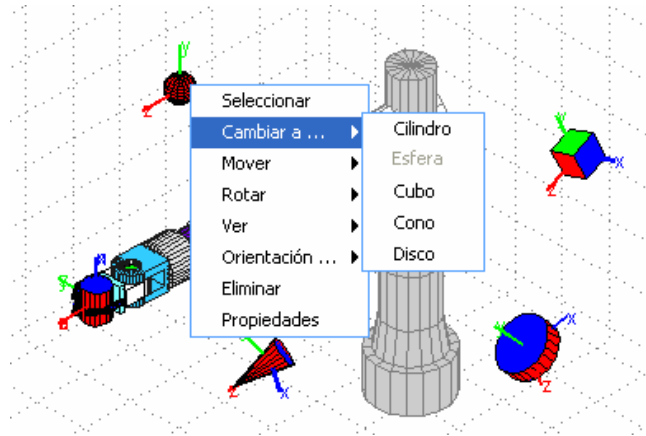 y
z
Seleccionar
Cambiar a ...
Mover
Rotar
Ver
Orientación ...
Eliminar
Propiedades
Cilindro
Esfera
Cubo
Cono
Disco
Y
X
Z
X
Z
X
Z